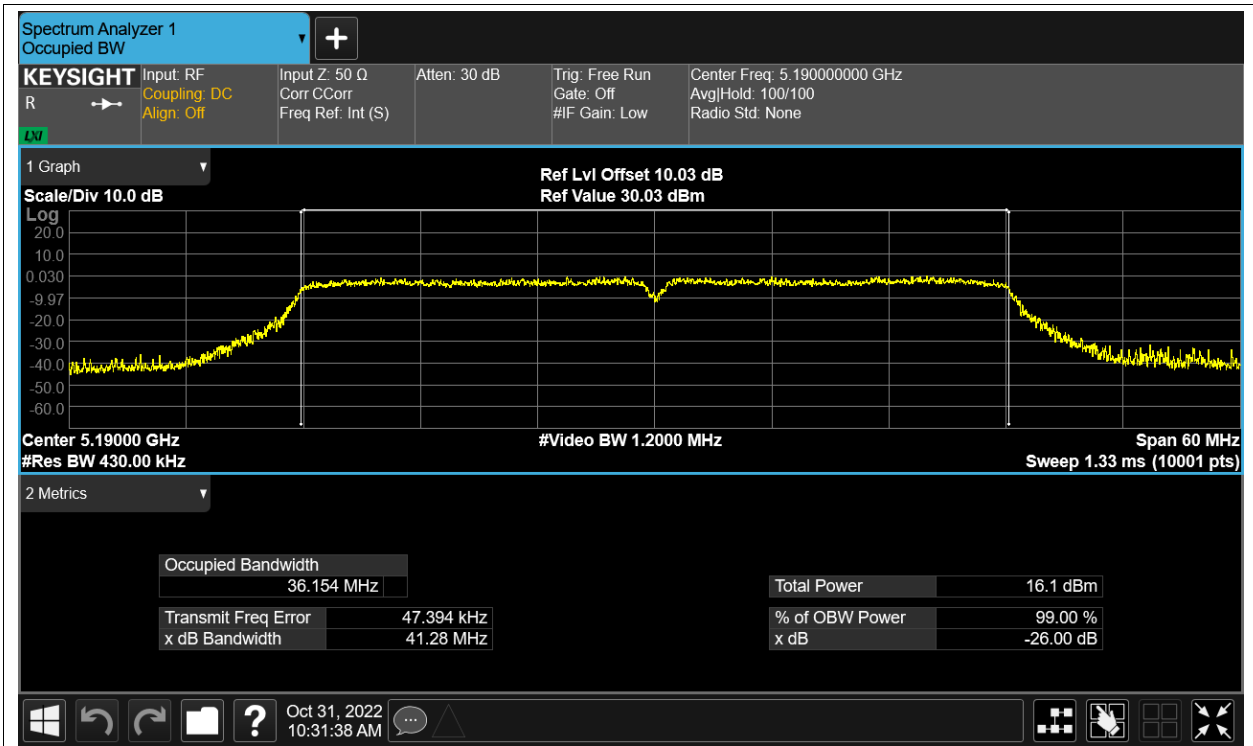 Spectrum Analyzer 1
Occupied BW
KEYSIGHT
R
LXI
Input: RF
Coupling: DC
Align: Off
Input Z: 50 Ω
Corr CCorr
Freq Ref: Int (S)
Atten: 30 dB
Trig: Free Run
Gate: Off
#IF Gain: Low
Center Freq: 5.190000000 GHz
Avg|Hold: 100/100
Radio Std: None
1 Graph
Scale/Div 10.0 dB
Ref Lvl Offset 10.03 dB
Ref Value 30.03 dBm
Log
20.0
10.0
0.030
-9.97
-20.0
-30.0
-40.0
-50.0
-60.0
Center 5.19000 GHz
#Video BW 1.2000 MHz
Span 60 MHz
#Res BW 430.00 kHz
Sweep 1.33 ms (10001 pts)
2 Metrics
Occupied Bandwidth
36.154 MHz
Total Power 16.1 dBm
Transmit Freq Error 47.394 kHz
% of OBW Power 99.00 %
x dB Bandwidth 41.28 MHz
x dB -26.00 dB
?
Oct 31, 2022
10:31:38 AM